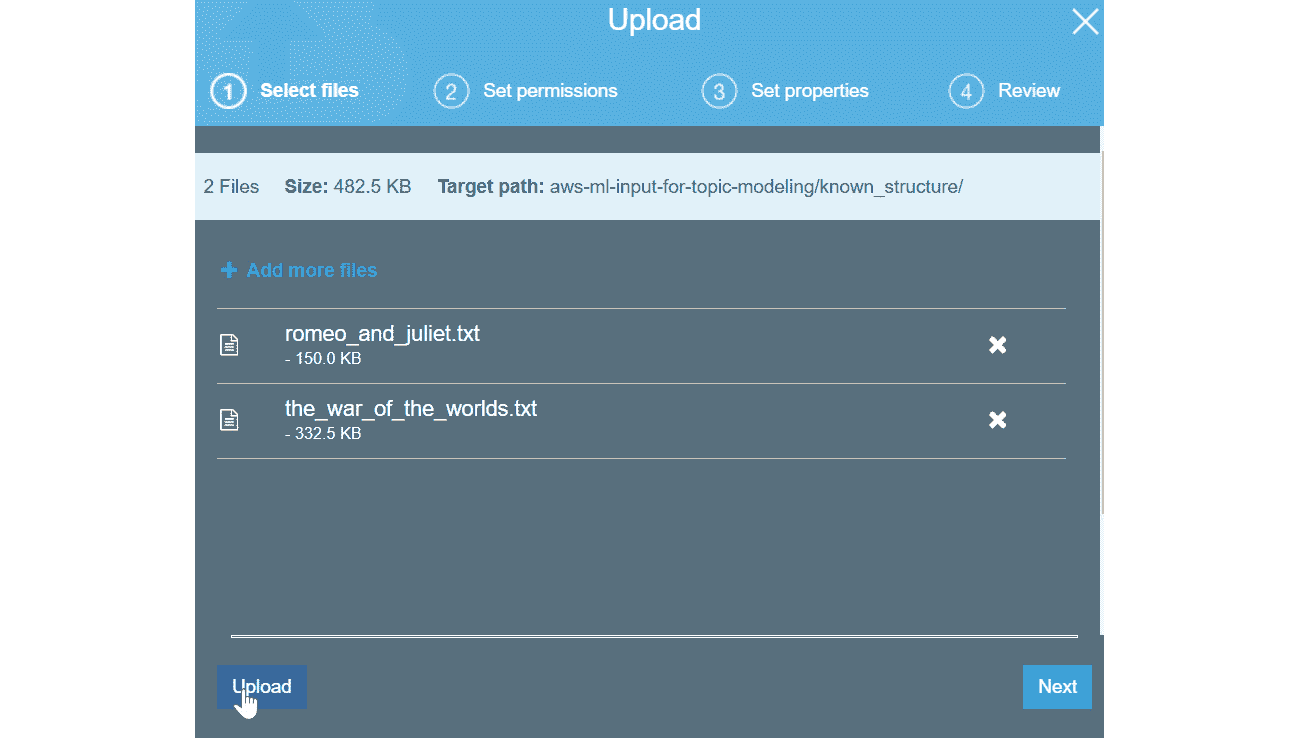 Upload
1 Select files 2 Set permissions 3 Set properties 4 Review
2 Files Size: 482.5 KB Target path: aws-ml-input-for-topic-modeling/known_structure/
Add more files
romeo_and_juliet.txt
- 150.0 KB
the_war_of_the_worlds.txt
- 332.5 KB
Upload Next